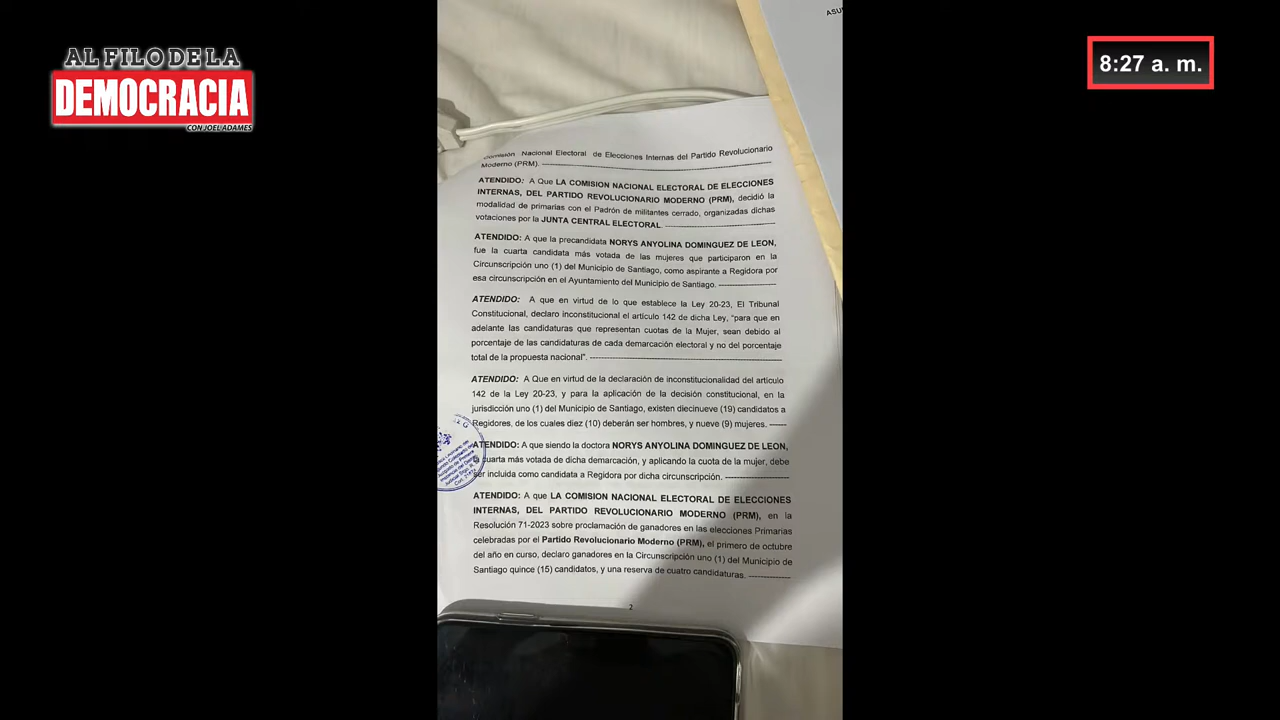 AL FILO DE LA
DEMOCRACIA
CON JOEL ADAMES
8:27 a. m.
Nacional Electoral de Elecciones Internas del Partido Revolucionario
Moderno (PRM). --------------------
ATENDIDO: A Que LA COMISION NACIONAL ELECTORAL DE ELECCIONES
INTERNAS, DEL PARTIDO REVOLUCIONARIO MODERNO (PRM), decidió la
modalidad de primarias con el Padrón de militantes cerrado, organizadas dichas
votaciones por la JUNTA CENTRAL ELECTORAL. --------------------
ATENDIDO: A que la precandidata NORYS ANYOLINA DOMINGUEZ DE LEON,
fue la cuarta candidata más votada de las mujeres que participaron en la
Circunscripción uno (1) del Municipio de Santiago, como aspirante a Regidora por
esa circunscripción en el Ayuntamiento del Municipio de Santiago. --------------------
ATENDIDO: A que en virtud de lo que establece la Ley 20-23, El Tribunal
Constitucional, declaro inconstitucional el artículo 142 de dicha Ley, "para que en
adelante las candidaturas que representan cuotas de la Mujer, sean debido al
porcentaje de las candidaturas de cada demarcación electoral y no del porcentaje
total de la propuesta nacional". --------------------
ATENDIDO: A Que en virtud de la declaración de inconstitucionalidad del artículo
142 de la Ley 20-23, y para la aplicación de la decisión constitucional, en la
jurisdicción uno (1) del Municipio de Santiago, existen diecinueve (19) candidatos a
Regidores, de los cuales diez (10) deberán ser hombres, y nueve (9) mujeres. ------
ATENDIDO: A que siendo la doctora NORYS ANYOLINA DOMINGUEZ DE LEON,
la cuarta más votada de dicha demarcación, y aplicando la cuota de la mujer, debe
ser incluida como candidata a Regidora por dicha circunscripción. --------------------
ATENDIDO: A que LA COMISION NACIONAL ELECTORAL DE ELECCIONES
INTERNAS, DEL PARTIDO REVOLUCIONARIO MODERNO (PRM), en la
Resolución 71-2023 sobre proclamación de ganadores en las elecciones Primarias
celebradas por el Partido Revolucionario Moderno (PRM), el primero de octubre
del año en curso, declaro ganadores en la Circunscripción uno (1) del Municipio de
Santiago quince (15) candidatos, y una reserva de cuatro candidaturas. --------------
2